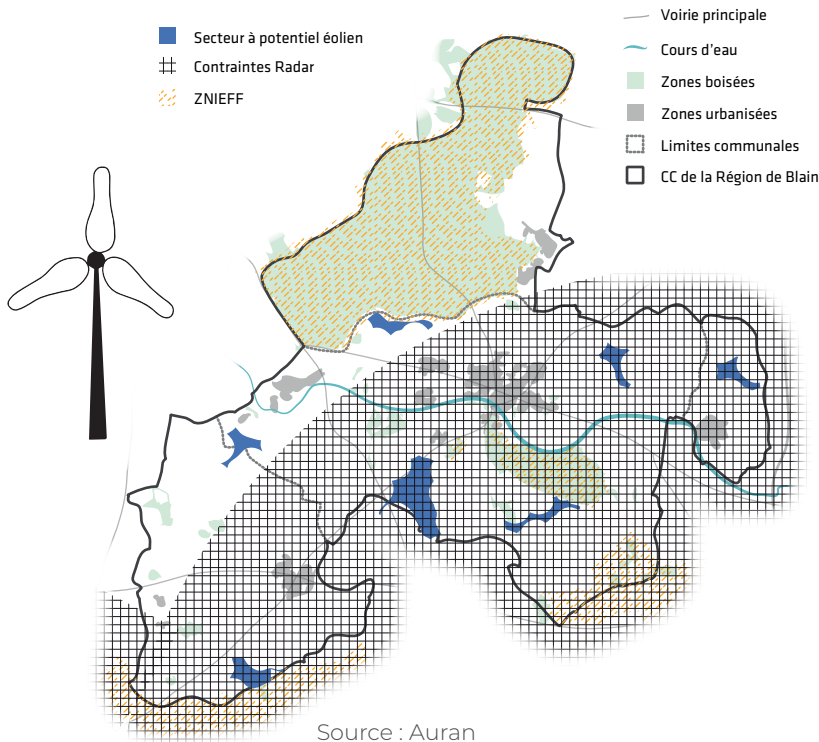 Secteur à potentiel éolien
Contraintes Radar
ZNIEFF
Voirie principale
Cours d'eau
Zones boisées
Zones urbanisées
Limites communales
CC de la Région de Blain
Source : Auran